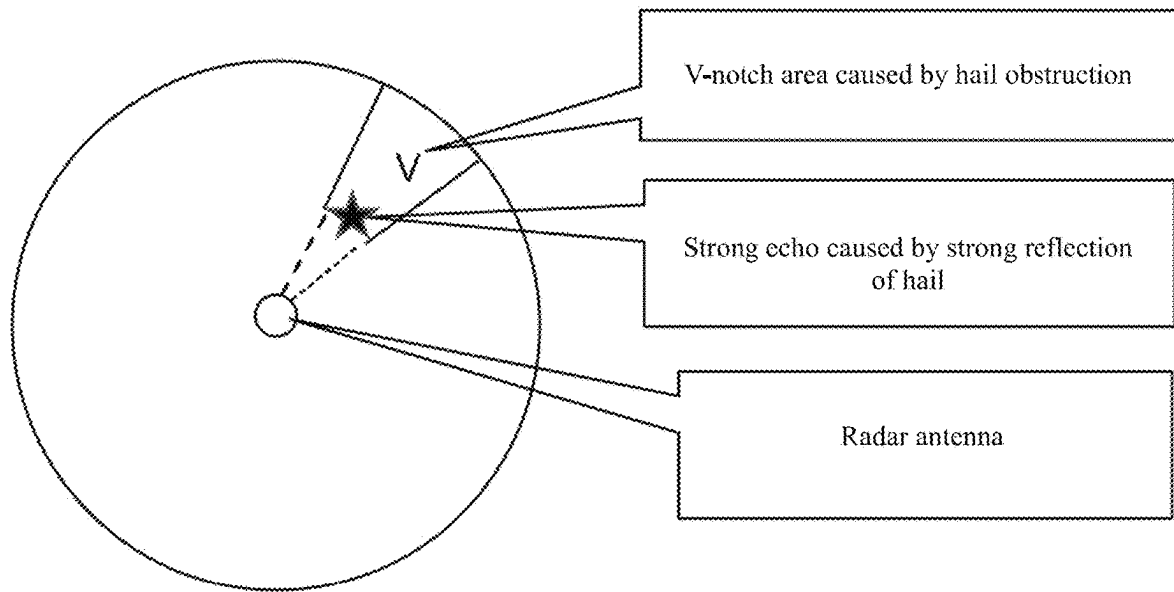 V-notch area caused by hail obstruction
V
Strong echo caused by strong reflection
of hail
Radar antenna